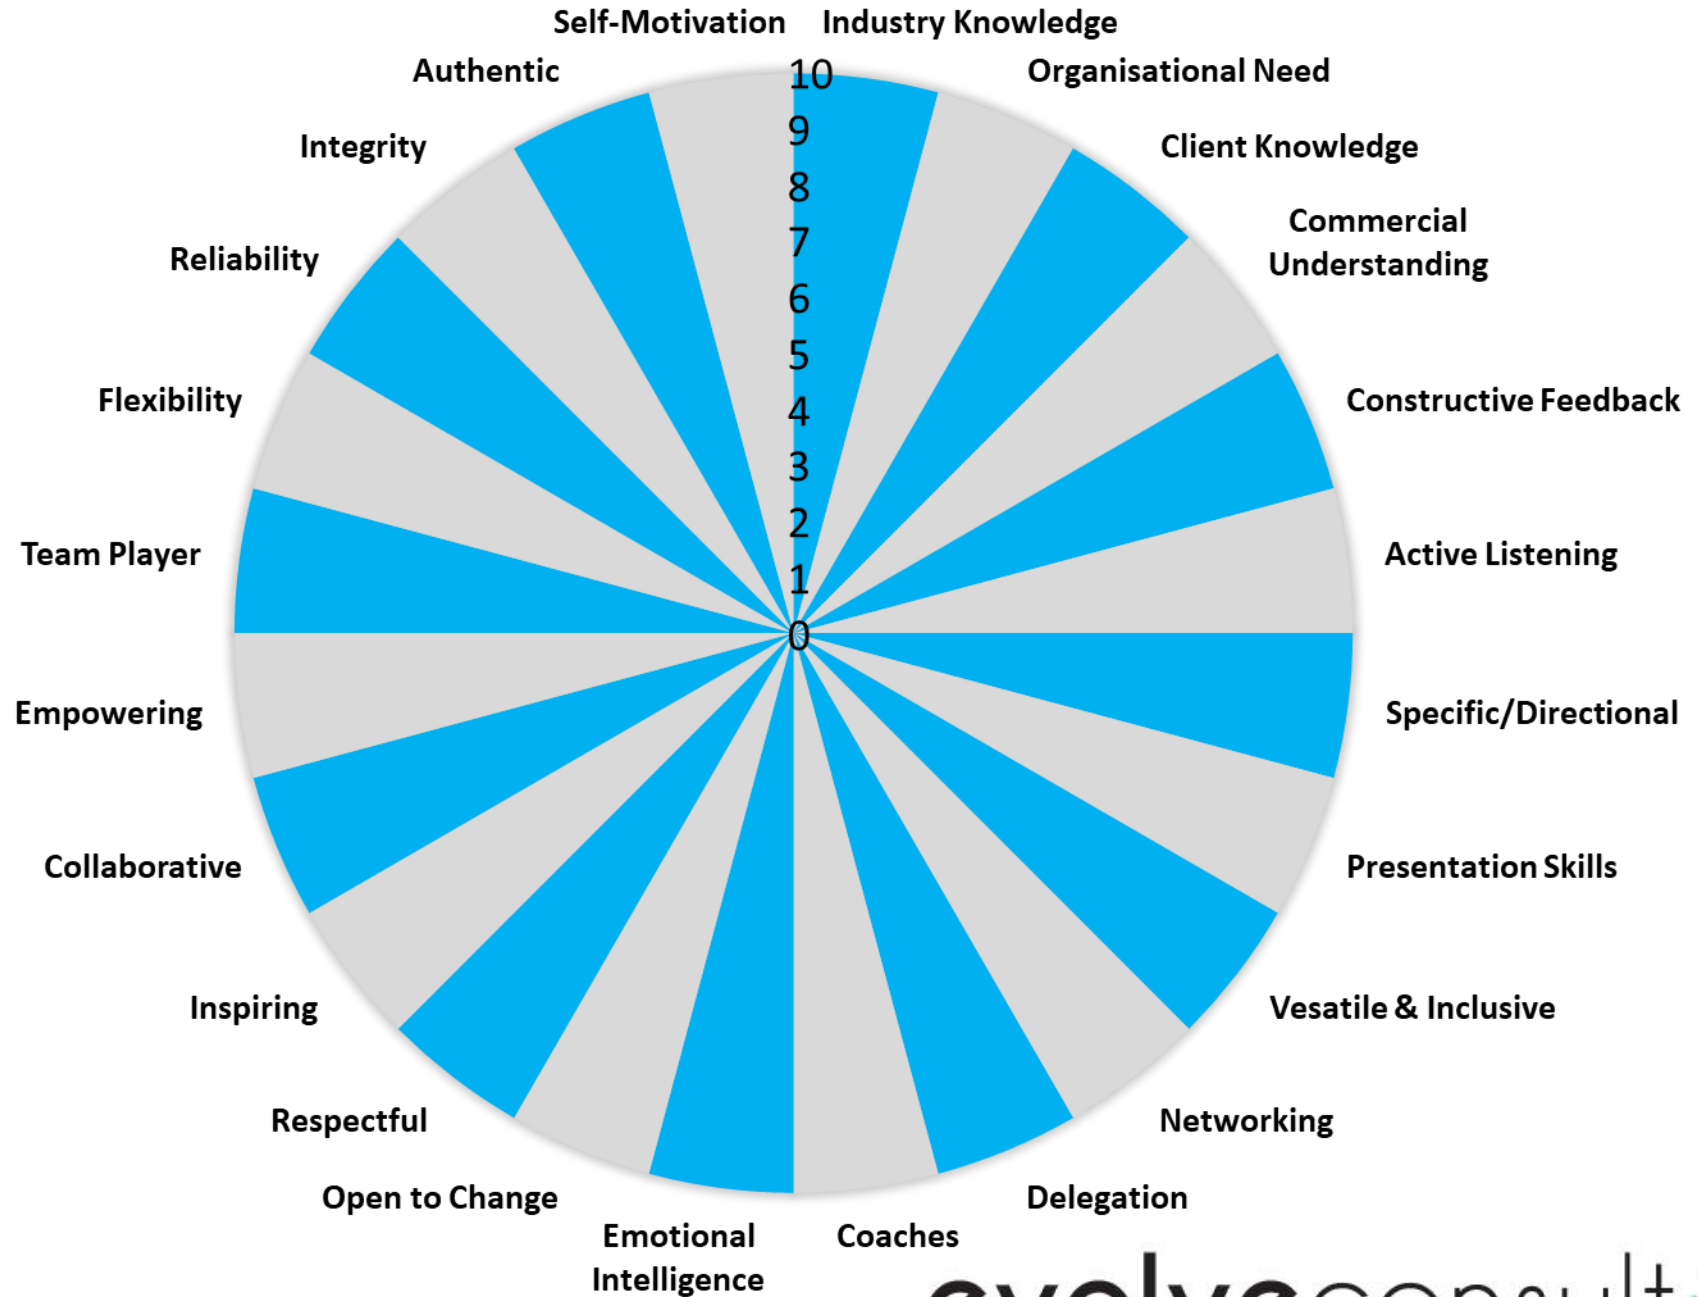 Self-Motivation
Industry Knowledge
Organisational Need
Client Knowledge
Commercial
Understanding
Constructive Feedback
Active Listening
Specific/Directional
Presentation Skills
Vesatile & Inclusive
Networking
Delegation
Coaches
Emotional
Intelligence
Open to Change
Respectful
Inspiring
Collaborative
Empowering
Team Player
Flexibility
Reliability
Integrity
Authentic
10
9
8
7
6
5
4
3
2
1
0